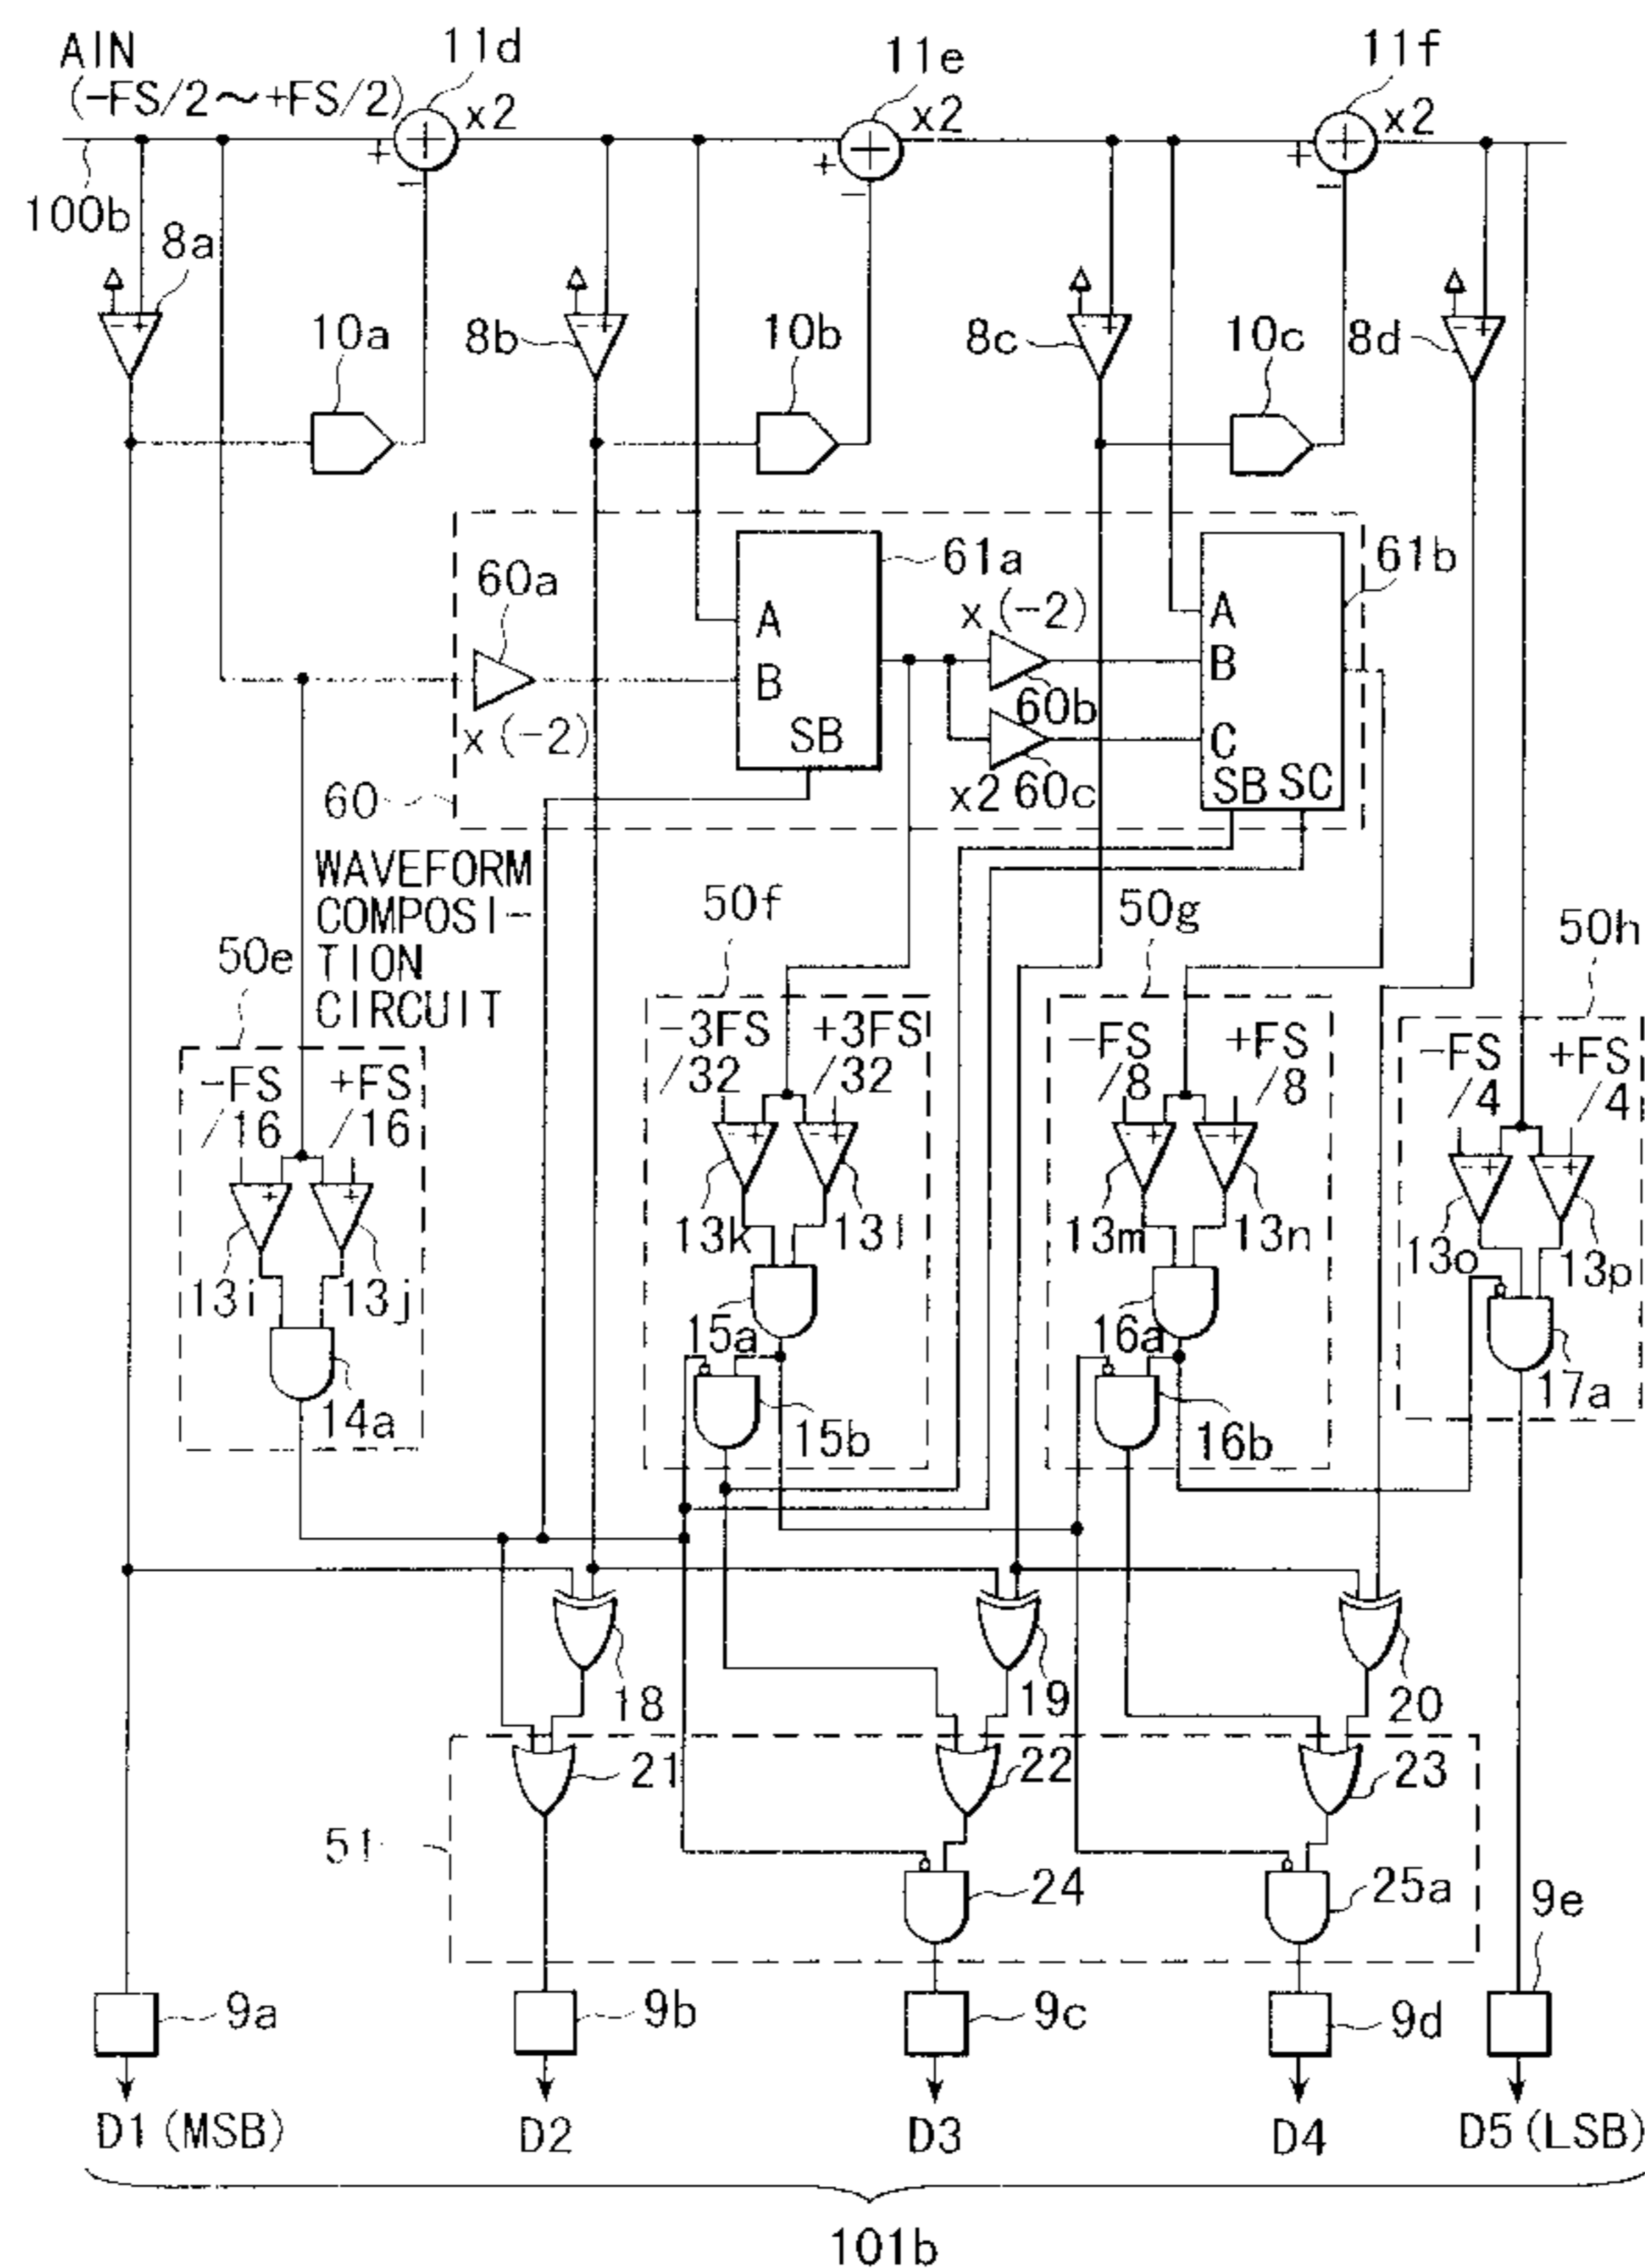 AIN
(-FS/2～+FS/2)
11d
x2
11e
x2
11f
x2
+
-
+
-
+
-
100b
8a
- +
10a
8b
- +
10b
8c
- +
10c
8d
- +
60a
x(-2)
A
B
SB
61a
x(-2)
60b
x2
60c
A
B
C
SB SC
61b
60
WAVEFORM
COMPOSI-
TION
CIRCUIT
50e
-FS
/16
+FS
/16
13i
13j
14a
50f
-3FS
/32
+3FS
/32
13k
13l
15a
15b
50g
-FS
/8
+FS
/8
13m
13n
16a
16b
50h
-FS
/4
+FS
/4
13o
13p
17a
18
19
20
21
22
23
51
24
25a
9a
9b
9c
9d
9e
D1(MSB)
D2
D3
D4
D5(LSB)
101b